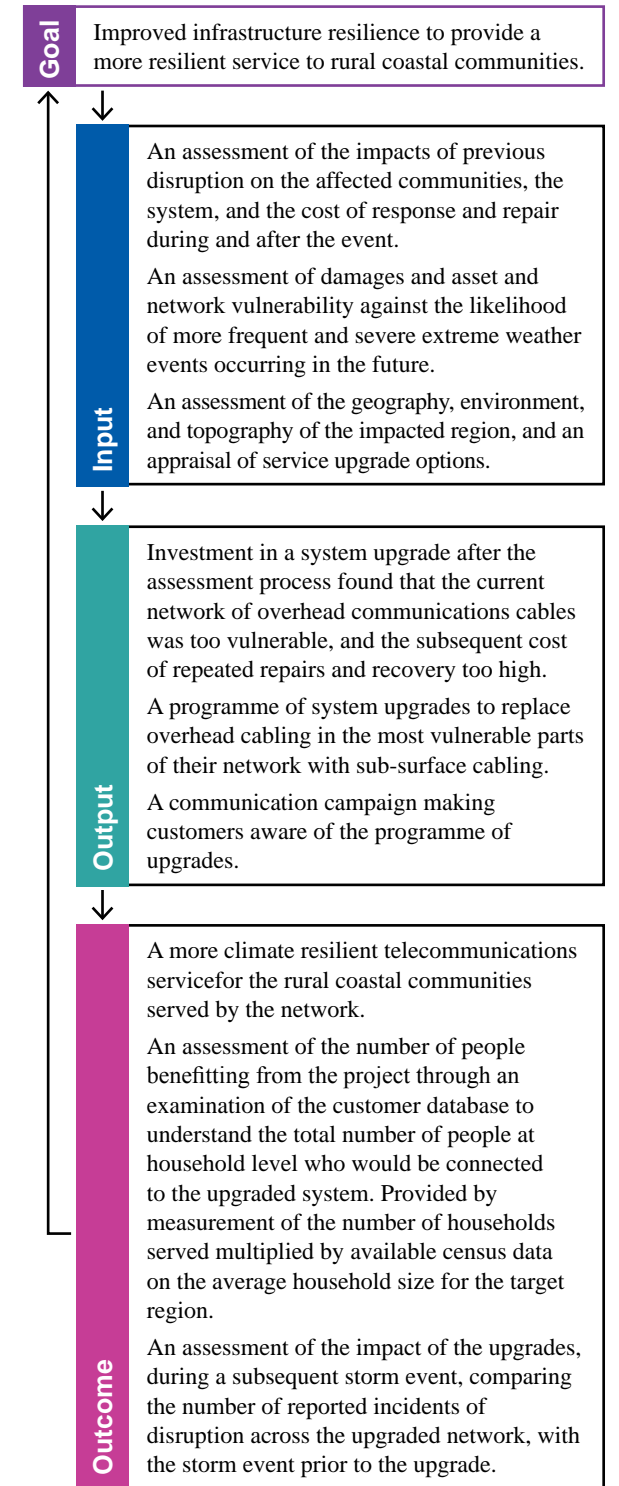 Goal
Improved infrastructure resilience to provide a
more resilient service to rural coastal communities.
Input
An assessment of the impacts of previous
disruption on the affected communities, the
system, and the cost of response and repair
during and after the event.
An assessment of damages and asset and
network vulnerability against the likelihood
of more frequent and severe extreme weather
events occurring in the future.
An assessment of the geography, environment,
and topography of the impacted region, and an
appraisal of service upgrade options.
Output
Investment in a system upgrade after the
assessment process found that the current
network of overhead communications cables
was too vulnerable, and the subsequent cost
of repeated repairs and recovery too high.
A programme of system upgrades to replace
overhead cabling in the most vulnerable parts
of their network with sub-surface cabling.
A communication campaign making
customers aware of the programme of
upgrades.
Outcome
A more climate resilient telecommunications
servicefor the rural coastal communities
served by the network.
An assessment of the number of people
benefitting from the project through an
examination of the customer database to
understand the total number of people at
household level who would be connected
to the upgraded system. Provided by
measurement of the number of households
served multiplied by available census data
on the average household size for the target
region.
An assessment of the impact of the upgrades,
during a subsequent storm event, comparing
the number of reported incidents of
disruption across the upgraded network, with
the storm event prior to the upgrade.